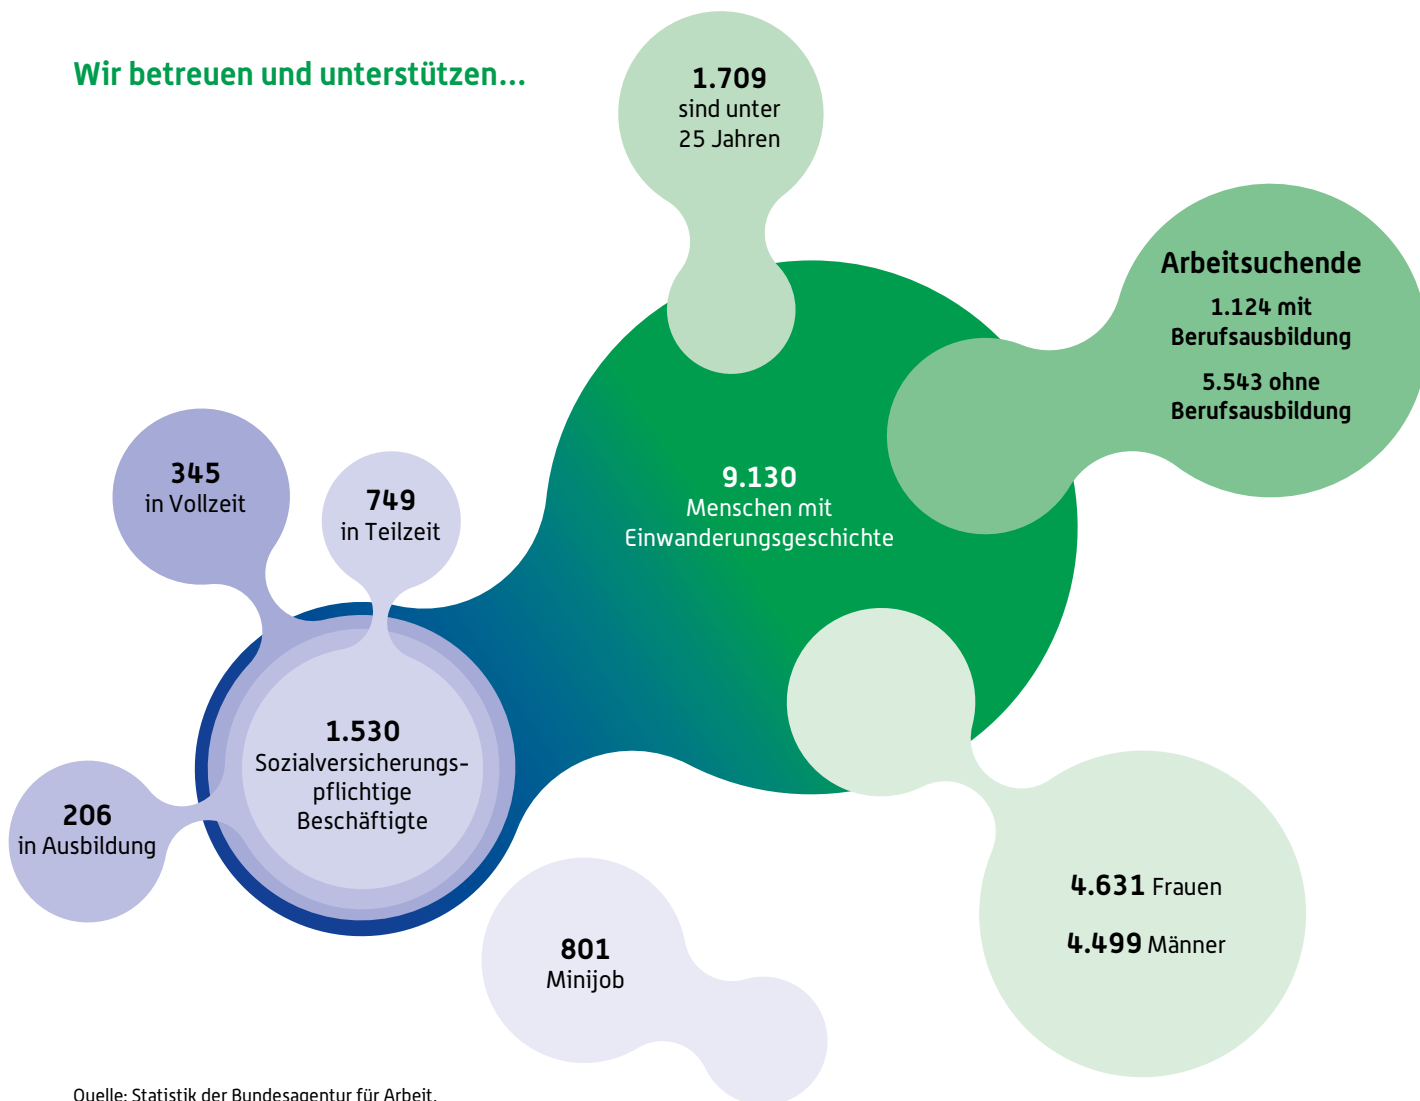 Wir betreuen und unterstützen...
1.709
sind unter
25 Jahren
Arbeitsuchende
1.124 mit
Berufsausbildung
5.543 ohne
Berufsausbildung
9.130
Menschen mit
Einwanderungsgeschichte
345
in Vollzeit
749
in Teilzeit
1.530
Sozialversicherungs-
pflichtige
Beschäftigte
206
in Ausbildung
801
Minijob
4.631 Frauen
4.499 Männer
Quelle: Statistik der Bundesagentur für Arbeit.